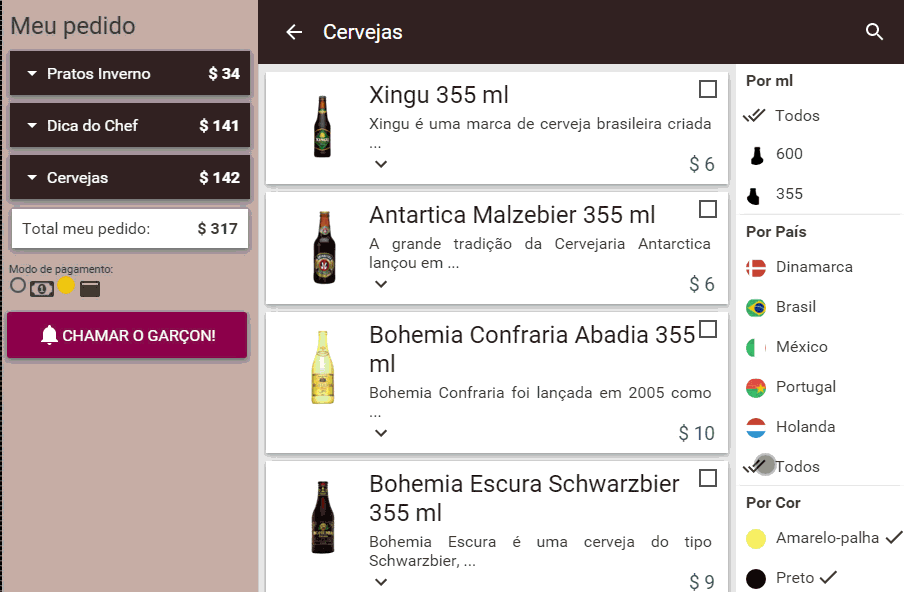 Meu pedido
Pratos Inverno $ 34
Dica do Chef $ 141
Cervejas $ 142
Total meu pedido: $ 317
Modo de pagamento:
CHAMAR O GARÇON!
Cervejas
Xingu 355 ml
Xingu é uma marca de cerveja brasileira criada
...
$ 6
Antartica Malzebier 355 ml
A grande tradição da Cervejaria Antarctica
lançou em ...
$ 6
Bohemia Confraria Abadia 355
ml
Bohemia Confraria foi lançada em 2005 como
...
$ 10
Bohemia Escura Schwarzbier
355 ml
Bohemia Escura é uma cerveja do tipo
Schwarzbier, ...
$ 9
Por ml
Todos
600
355
Por País
Dinamarca
Brasil
México
Portugal
Holanda
Todos
Por Cor
Amarelo-palha
Preto